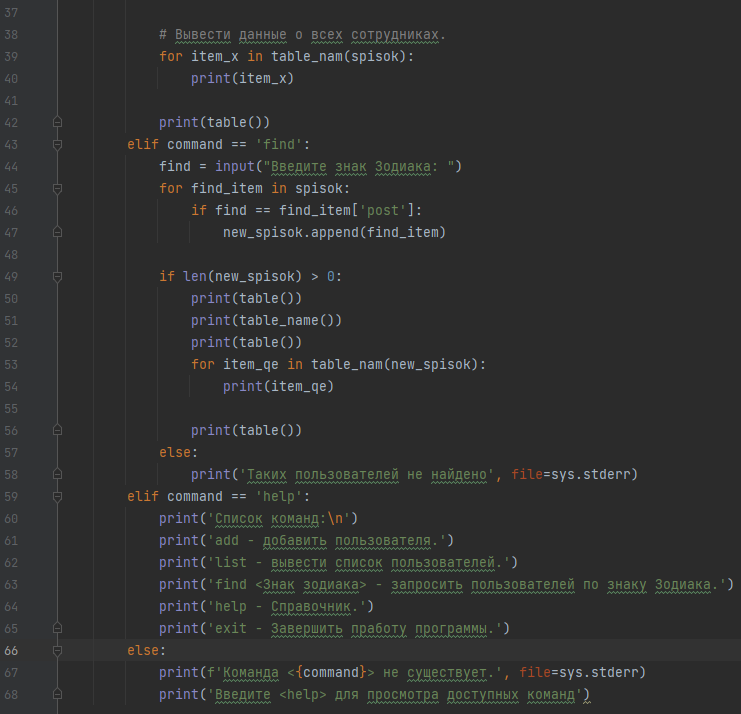 37
38 # Вывести данные о всех сотрудниках.
39 for item_x in table_nam(spisok):
40 print(item_x)
41
42 print(table())
43 elif command == 'find':
44 find = input("Введите знак Зодиака: ")
45 for find_item in spisok:
46 if find == find_item['post']:
47 new_spisok.append(find_item)
48
49 if len(new_spisok) > 0:
50 print(table())
51 print(table_name())
52 print(table())
53 for item_qe in table_nam(new_spisok):
54 print(item_qe)
55
56 print(table())
57 else:
58 print('Таких пользователей не найдено', file=sys.stderr)
59 elif command == 'help':
60 print('Список команд:\n')
61 print('add - добавить пользователя.')
62 print('list - вывести список пользователей.')
63 print('find <Знак зодиака> - запросить пользователей по знаку Зодиака.')
64 print('help - Справочник.')
65 print('exit - Завершить пработу программы.')
66 else:
67 print(f'Команда <{command}> не существует.', file=sys.stderr)
68 print('Введите <help> для просмотра доступных команд')